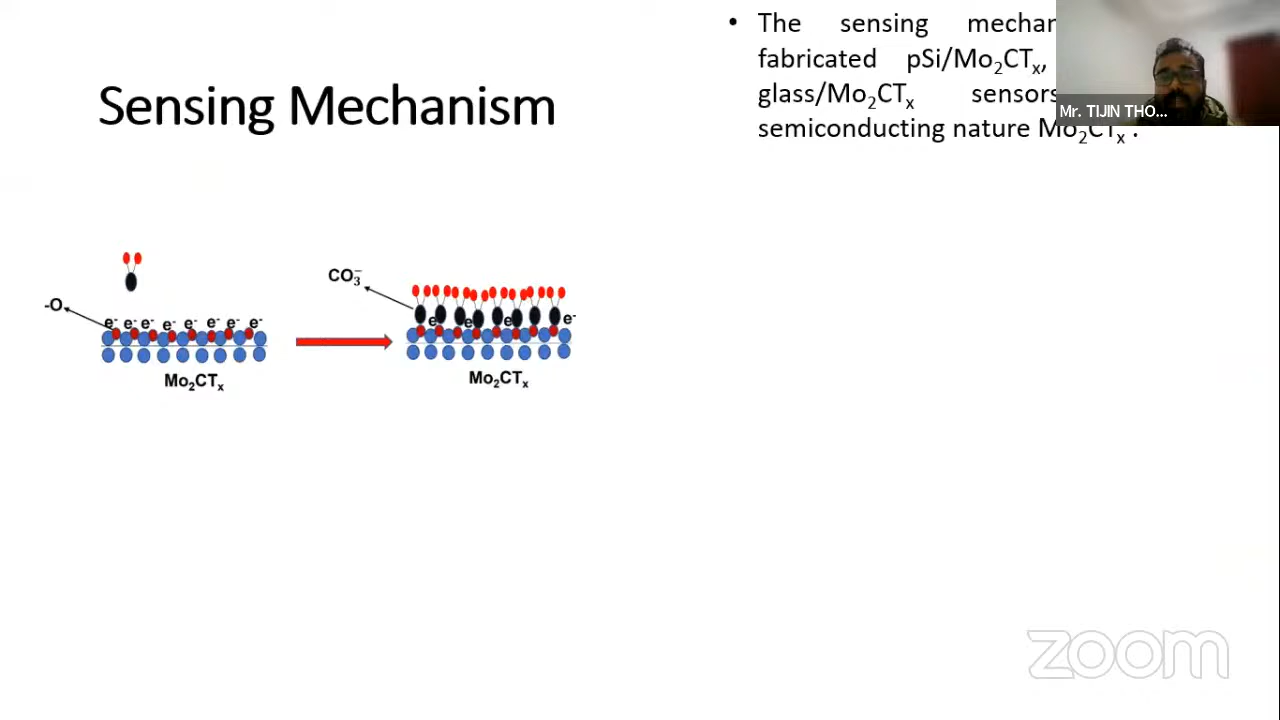 Sensing Mechanism
• The sensing
fabricated pSi/Mo₂CTₓ,
glass/Mo₂CTₓ sensors
semiconducting nature Mo₂CTₓ .
Mr. TIJIN THO...
-O
e⁻ e⁻ e⁻ e⁻ e⁻ e⁻ e⁻ e⁻
Mo₂CTₓ
CO₃⁻
e e e e⁻
Mo₂CTₓ
zoom